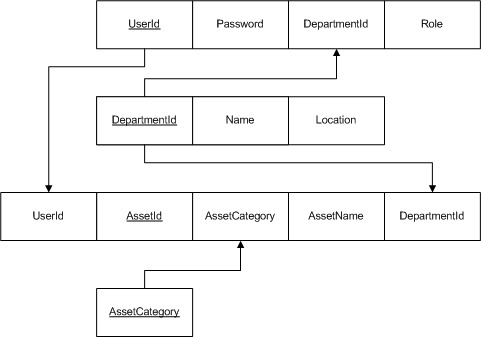 UserId Password DepartmentId Role
DepartmentId Name Location
UserId AssetId AssetCategory AssetName DepartmentId
AssetCategory